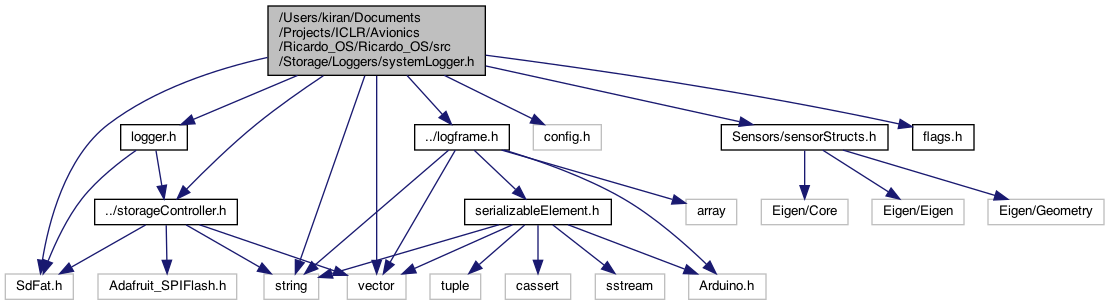 /Users/kiran/Documents
/Projects/ICLR/Avionics
/Ricardo_OS/Ricardo_OS/src
/Storage/Loggers/systemLogger.h
logger.h
../logframe.h
config.h
Sensors/sensorStructs.h
flags.h
../storageController.h
serializableElement.h
array
Eigen/Core
Eigen/Eigen
Eigen/Geometry
SdFat.h
Adafruit_SPIFlash.h
string
vector
tuple
cassert
sstream
Arduino.h